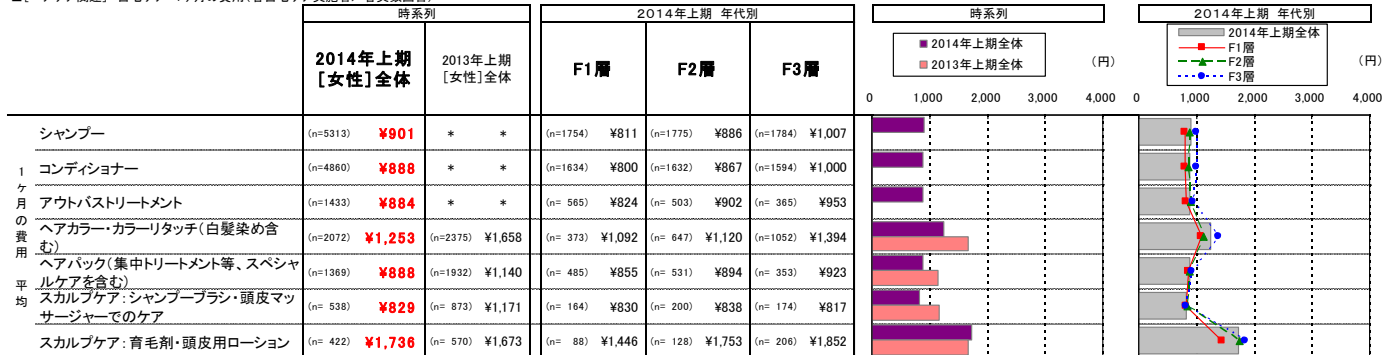 時系列 2014年上期 年代別 時系列 2014年上期 年代別
2014年上期 [女性]全体 2013年上期 [女性]全体 F1層 F2層 F3層
2014年上期全体
2013年上期全体
(円)
2014年上期全体
F1層
F2層
F3層
(円)
0 1,000 2,000 3,000 4,000 0 1,000 2,000 3,000 4,000
1ヶ月の費用 平均
シャンプー (n=5313) ¥901 * * (n=1754) ¥811 (n=1775) ¥886 (n=1784) ¥1,007
コンディショナー (n=4860) ¥888 * * (n=1634) ¥800 (n=1632) ¥867 (n=1594) ¥1,000
アウトバストリートメント (n=1433) ¥884 * * (n= 565) ¥824 (n= 503) ¥902 (n= 365) ¥953
ヘアカラー・カラーリタッチ(白髪染め含
む) (n=2072) ¥1,253 (n=2375) ¥1,658 (n= 373) ¥1,092 (n= 647) ¥1,120 (n=1052) ¥1,394
ヘアパック(集中トリートメント等、スペシャ
ルケアを含む) (n=1369) ¥888 (n=1932) ¥1,140 (n= 485) ¥855 (n= 531) ¥894 (n= 353) ¥923
スカルプケア:シャンプーブラシ・頭皮マッ
サージャーでのケア (n= 538) ¥829 (n= 873) ¥1,171 (n= 164) ¥830 (n= 200) ¥838 (n= 174) ¥817
スカルプケア:育毛剤・頭皮用ローション (n= 422) ¥1,736 (n= 570) ¥1,673 (n= 88) ¥1,446 (n= 128) ¥1,753 (n= 206) ¥1,852